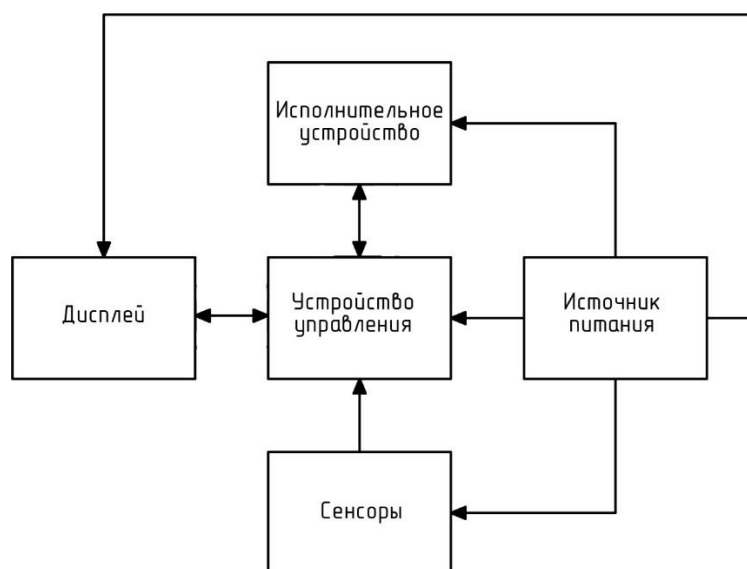 Исполнительное
устройство
Дисплей
Устройство
управления
Источник
питания
Сенсоры